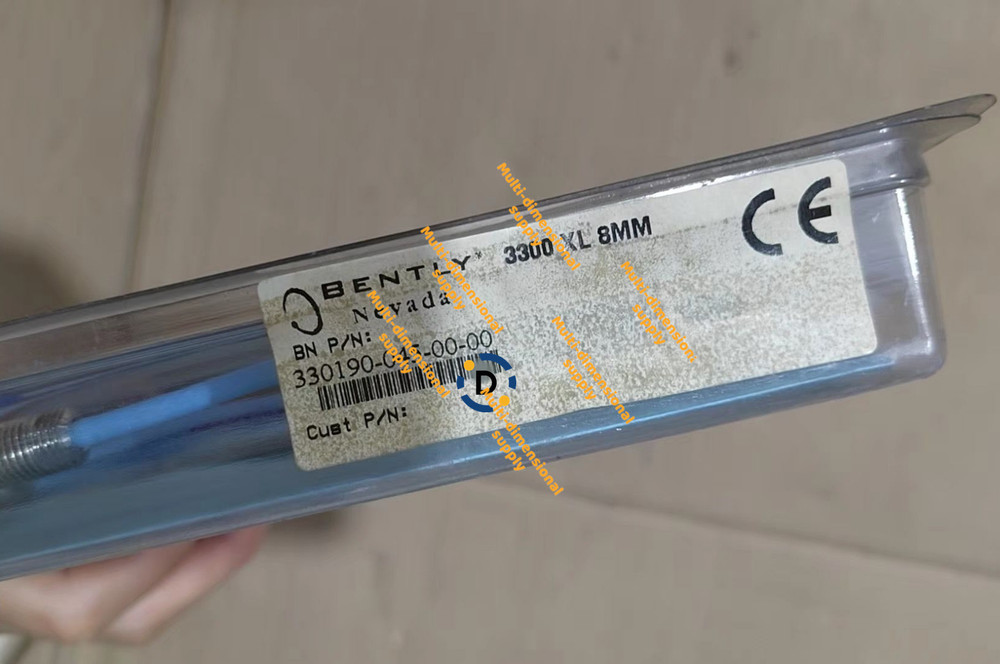 BENTLY
Nevada
3300 XL 8MM
CE
BN P/N:
Cust P/N:
D
Multi-dimensional
supply
Multi-dimensional
supply
Multi-dimensional
supply
Multi-dimensional
supply
Multi-dimensional
supply
Multi-dimensional
supply